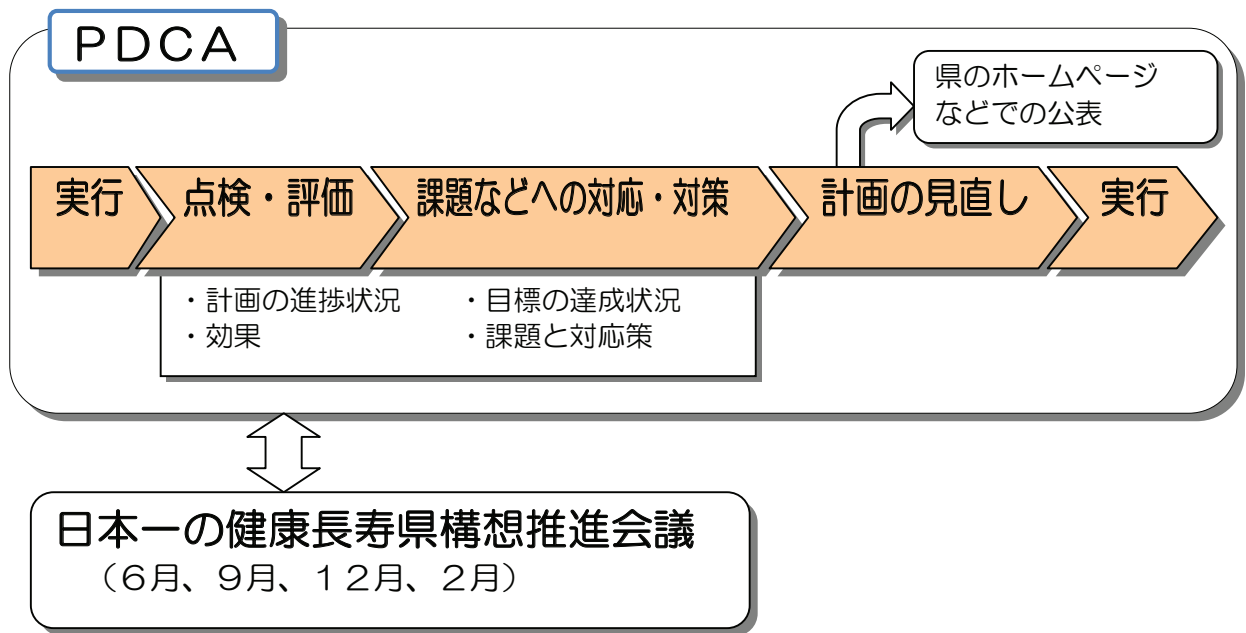 PDCA
県のホームページ
などでの公表
実行
点検・評価
課題などへの対応・対策
計画の見直し
実行
・計画の進捗状況 ・目標の達成状況
・効果 ・課題と対応策
日本一の健康長寿県構想推進会議
（６月、９月、１２月、２月）